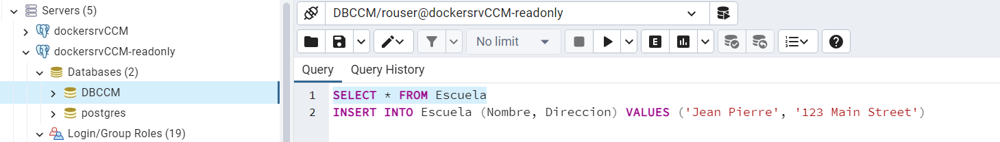 Servers (5)
dockersrvCCM
dockersrvCCM-readonly
Databases (2)
DBCCM
postgres
Login/Group Roles (19)
DBCCM/rouser@dockersrvCCM-readonly
No limit
E
Query
Query History
1 SELECT * FROM Escuela
2 INSERT INTO Escuela (Nombre, Direccion) VALUES ('Jean Pierre', '123 Main Street')